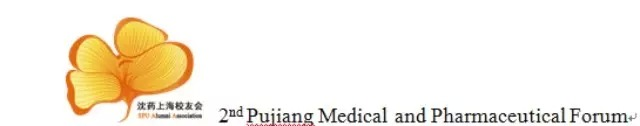 沈药上海校友会
SPU Alumni Association
2nd Pujiang Medical and Pharmaceutical Forum